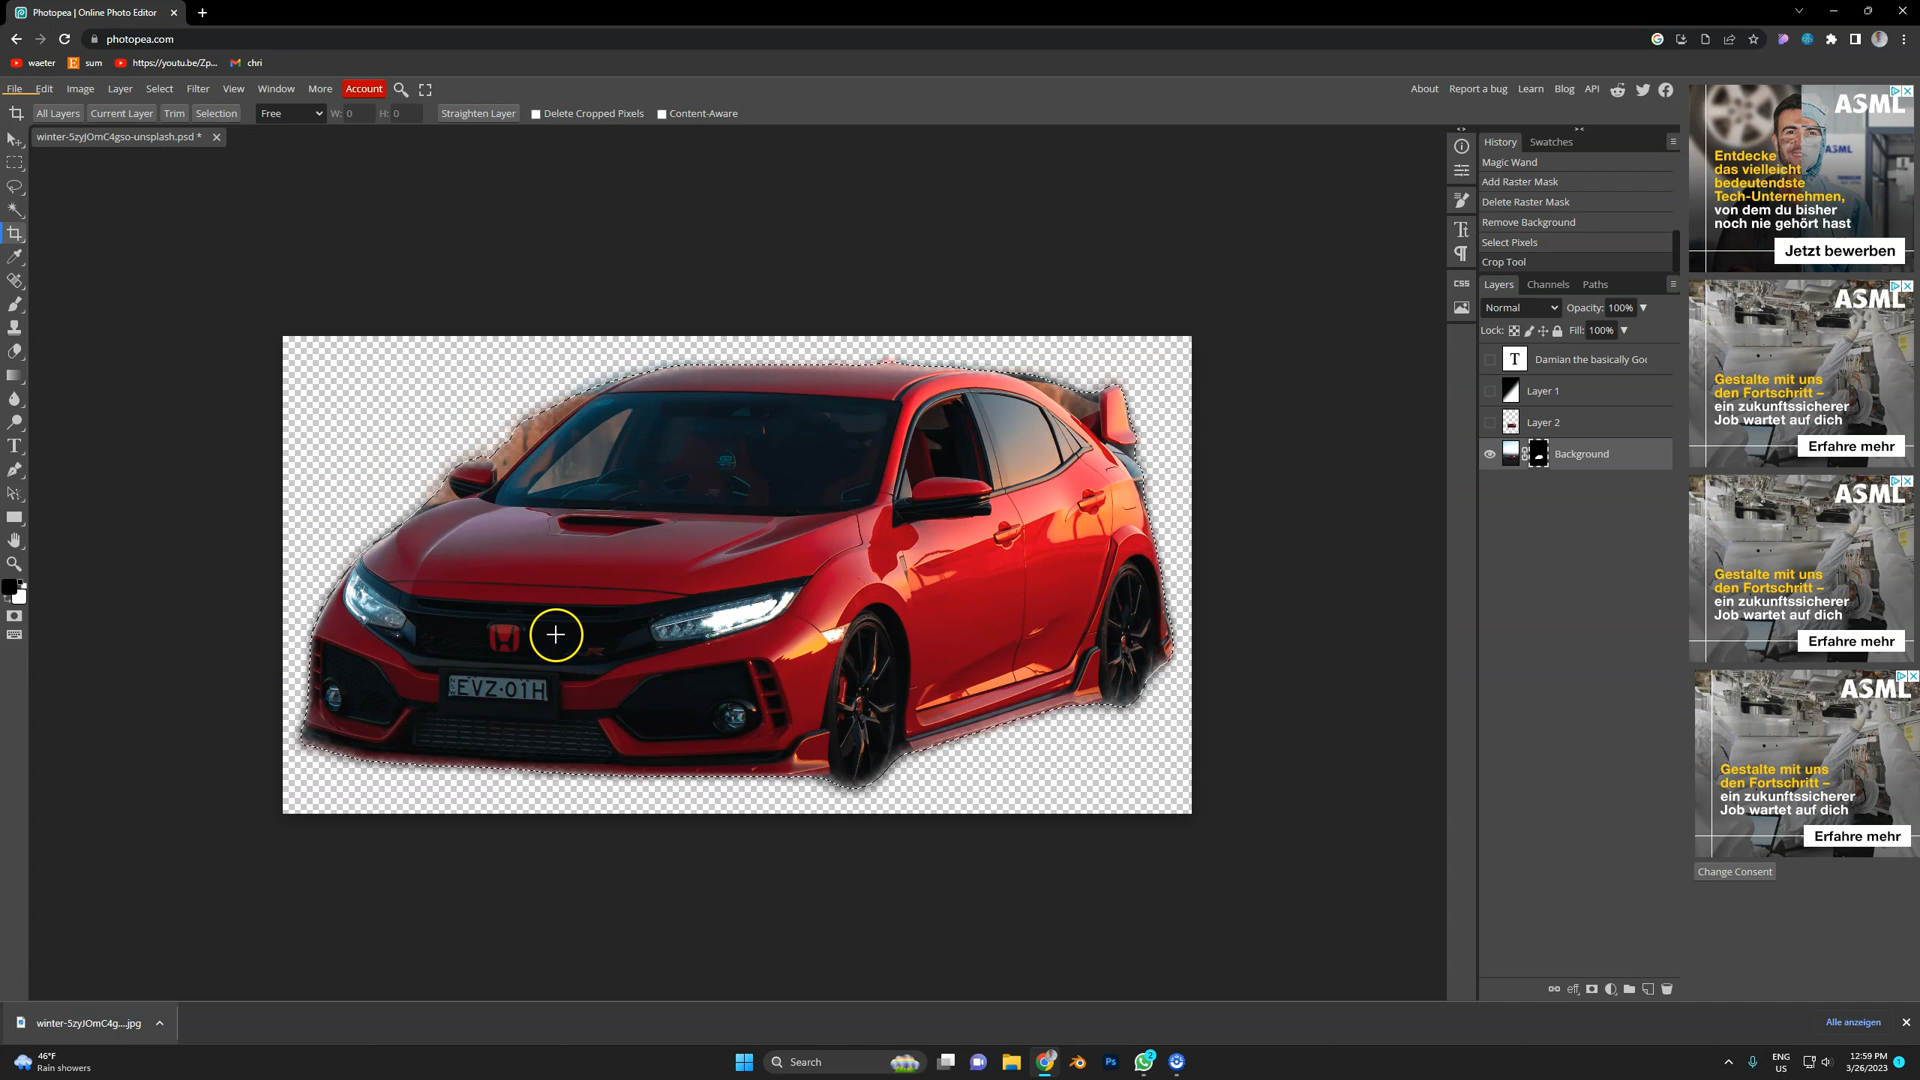 Photopea | Online Photo Editor
photopea.com
waeter sum https://youtu.be/Zp... chri
File Edit Image Layer Select Filter View Window More Account
About Report a bug Learn Blog API
All Layers Current Layer Trim Selection Free W: 0 H: 0 Straighten Layer Delete Cropped Pixels Content-Aware
winter-5zyJOmC4gso-unsplash.psd *
History Swatches
Magic Wand
Add Raster Mask
Delete Raster Mask
Remove Background
Select Pixels
Crop Tool
Layers Channels Paths
Normal Opacity: 100%
Lock: Fill: 100%
T Damian the basically Goo
Layer 1
Layer 2
Background
CSS
EVZ·01H
ASML
ASML
Entdecke
das vielleicht
bedeutendste
Tech-Unternehmen,
von dem du bisher
noch nie gehört hast
Jetzt bewerben
ASML
Gestalte mit uns
den Fortschritt –
ein zukunftssicherer
Job wartet auf dich
Erfahre mehr
ASML
Gestalte mit uns
den Fortschritt –
ein zukunftssicherer
Job wartet auf dich
Erfahre mehr
ASML
Gestalte mit uns
den Fortschritt –
ein zukunftssicherer
Job wartet auf dich
Erfahre mehr
Change Consent
eff
winter-5zyJOmC4g....jpg
Alle anzeigen
46°F
Rain showers
Search
Ps
2
ENG
US
12:59 PM
3/26/2023
1